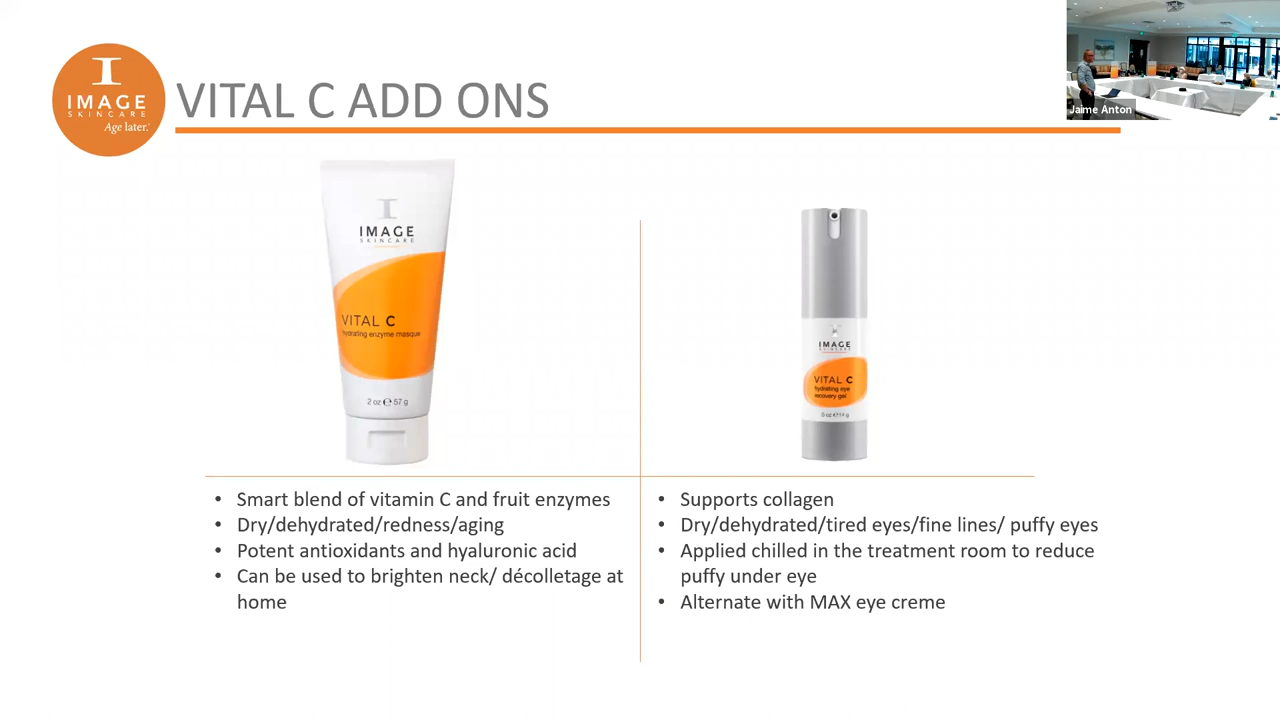 I
IMAGE
SKINCARE
Age later.
VITAL C ADD ONS
Jaime Anton
I
IMAGE
SKINCARE
VITAL C
hydrating enzyme masque
2 oz ℮ 57 g
IMAGE
SKINCARE
VITAL C
hydrating eye
recovery gel
• Smart blend of vitamin C and fruit enzymes
• Dry/dehydrated/redness/aging
• Potent antioxidants and hyaluronic acid
• Can be used to brighten neck/ décolletage at
home
• Supports collagen
• Dry/dehydrated/tired eyes/fine lines/ puffy eyes
• Applied chilled in the treatment room to reduce
puffy under eye
• Alternate with MAX eye creme